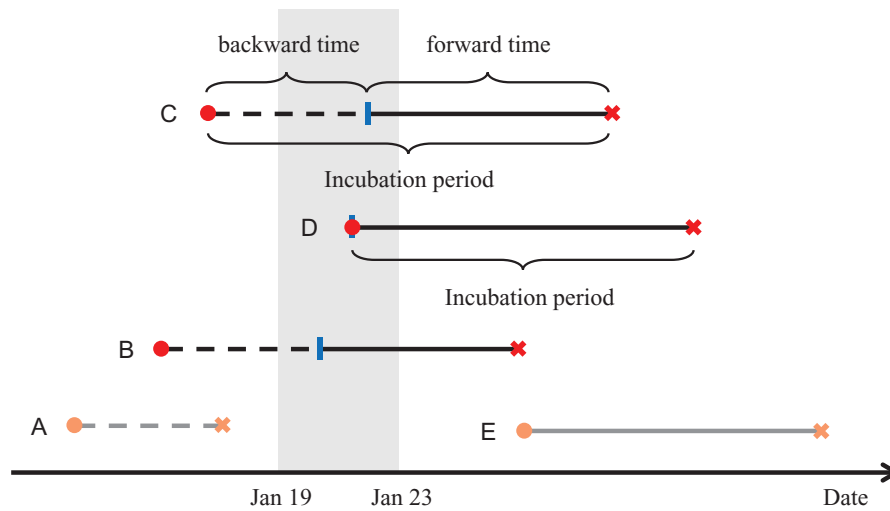 backward time
forward time
C
Incubation period
D
Incubation period
B
A
E
Jan 19
Jan 23
Date